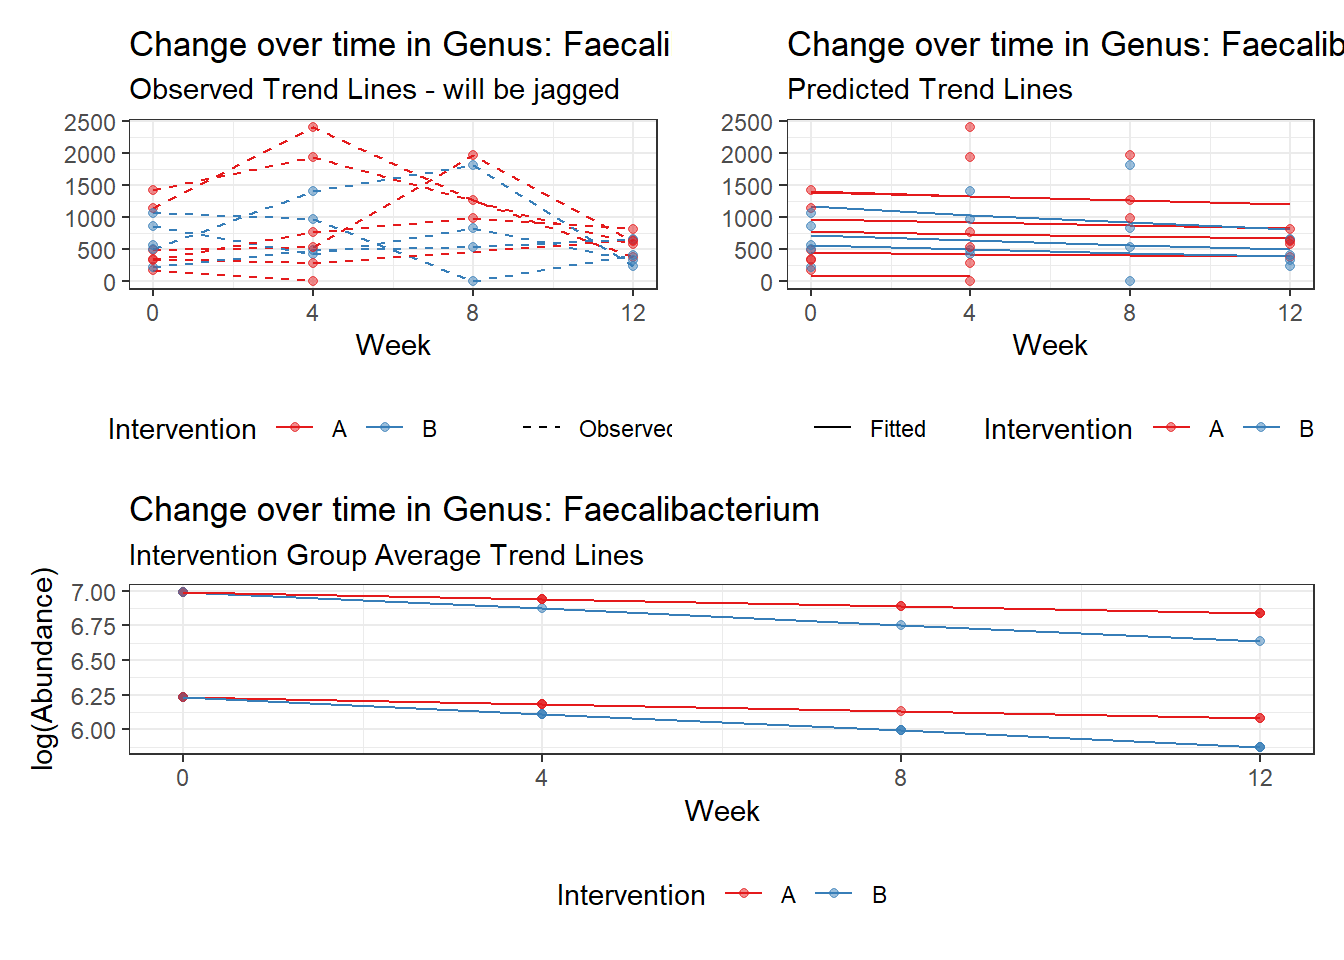 Change over time in Genus: Faecali
Observed Trend Lines - will be jagged
2500
2000
1500
1000
500
0
0 4 8 12
Week
Intervention A B Observed
Change over time in Genus: Faecalib
Predicted Trend Lines
2500
2000
1500
1000
500
0
0 4 8 12
Week
Fitted Intervention A B
Change over time in Genus: Faecalibacterium
Intervention Group Average Trend Lines
log(Abundance)
7.00
6.75
6.50
6.25
6.00
0 4 8 12
Week
Intervention A B